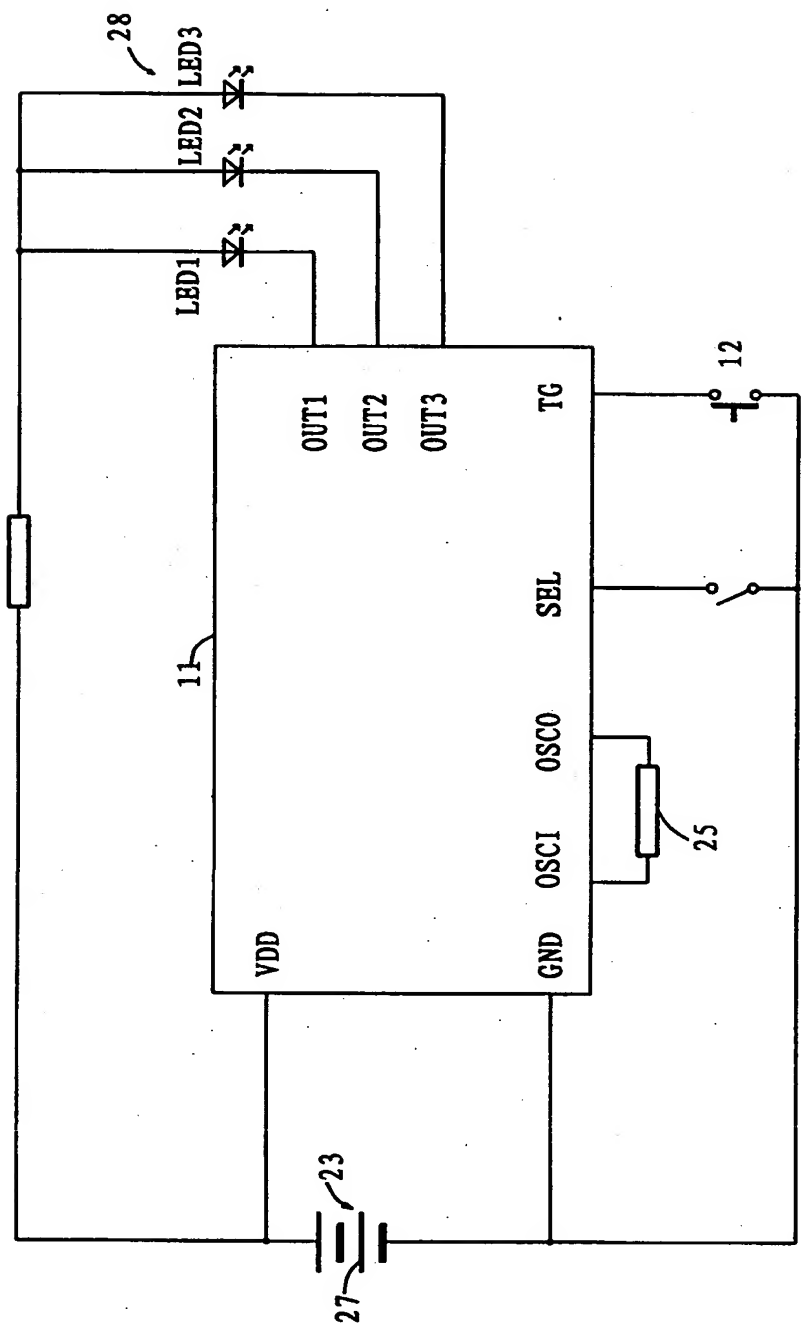 28
LED1
LED2
LED3
11
VDD
OUT1
OUT2
OUT3
GND
OSCI
OSCO
SEL
TG
23
27
25
12